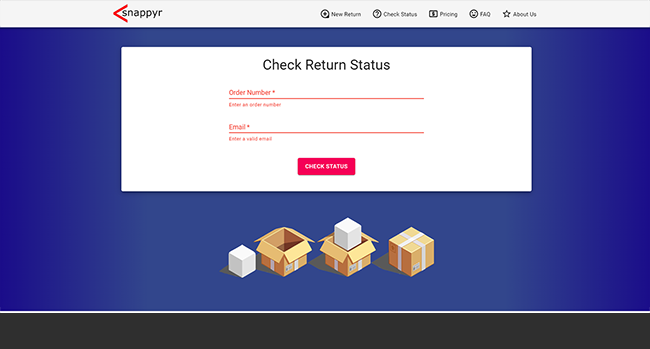 snappyr
New Return Check Status Pricing FAQ About Us
Check Return Status
Order Number *
Enter an order number
Email *
Enter a valid email
CHECK STATUS